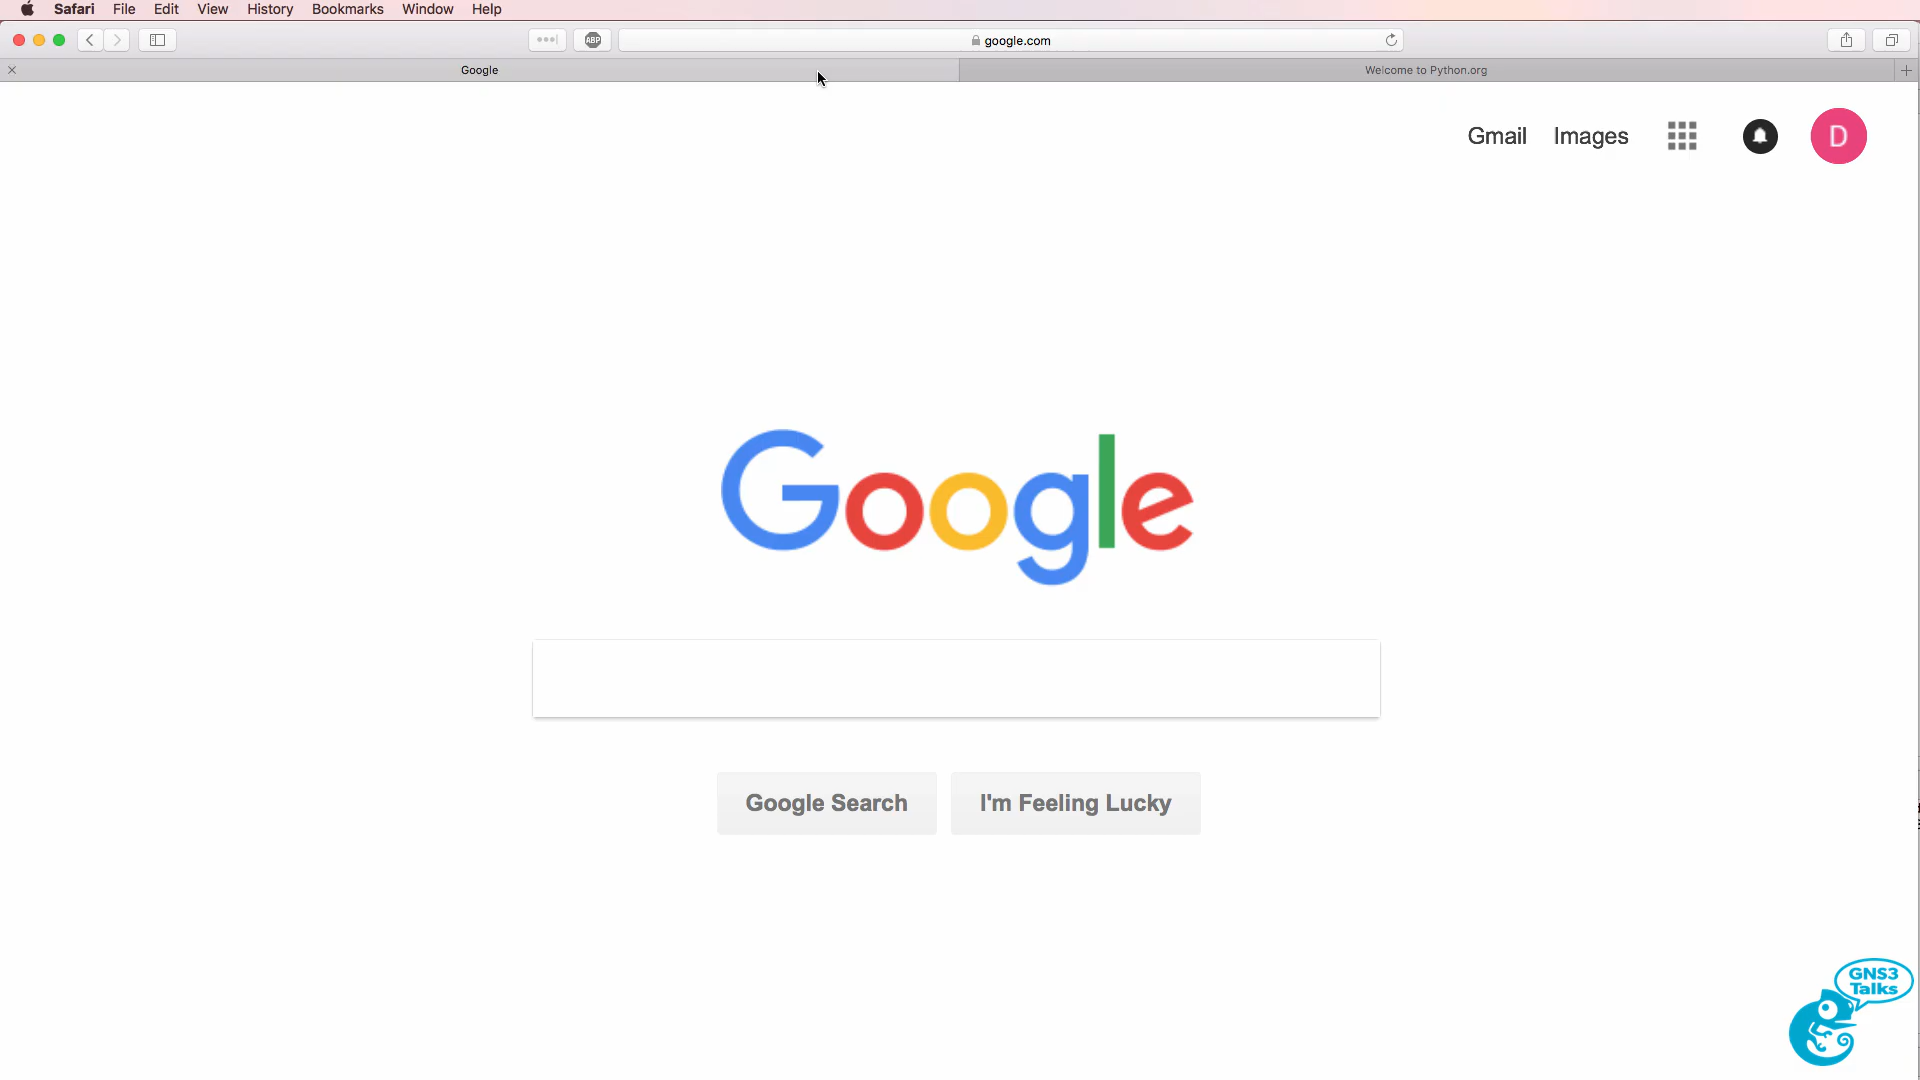 Safari File Edit View History Bookmarks Window Help
ABP google.com
Google Welcome to Python.org
Gmail Images D
Google
Google Search I'm Feeling Lucky
GNS3
Talks